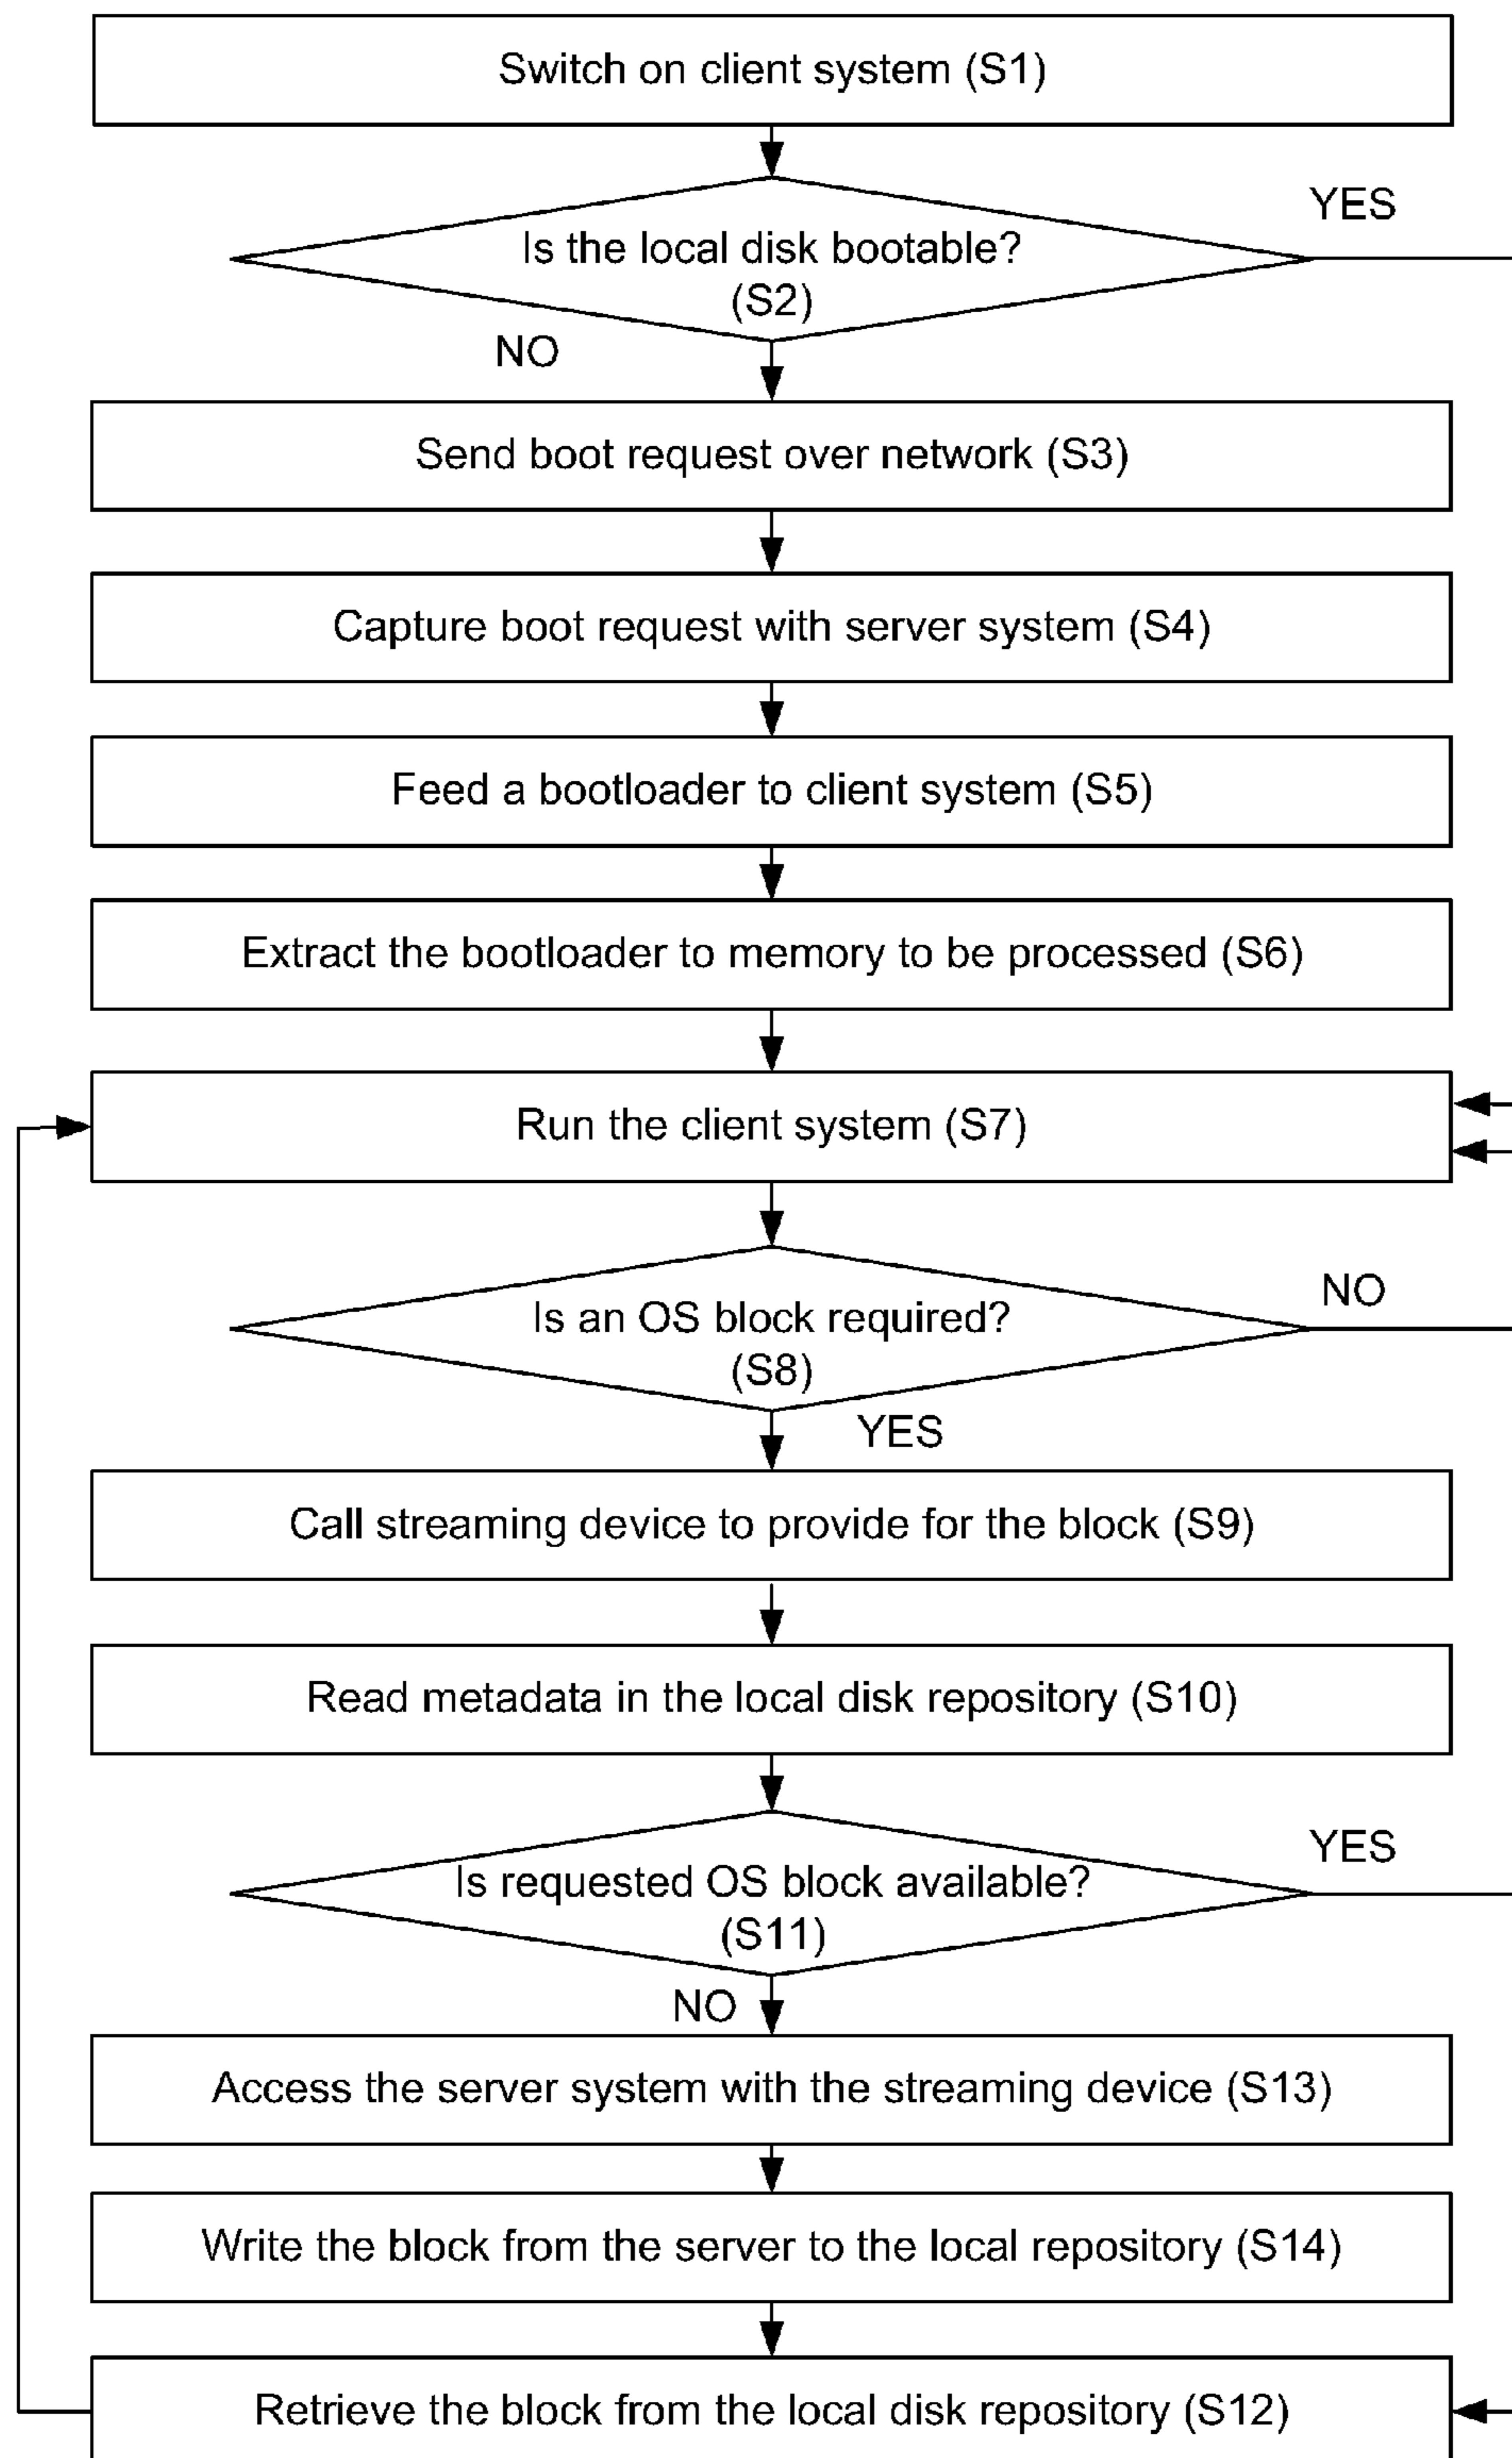 Switch on client system (S1)
YES
Is the local disk bootable?
(S2)
NO
Send boot request over network (S3)
Capture boot request with server system (S4)
Feed a bootloader to client system (S5)
Extract the bootloader to memory to be processed (S6)
Run the client system (S7)
NO
Is an OS block required?
(S8)
YES
Call streaming device to provide for the block (S9)
Read metadata in the local disk repository (S10)
YES
Is requested OS block available?
(S11)
NO
Access the server system with the streaming device (S13)
Write the block from the server to the local repository (S14)
Retrieve the block from the local disk repository (S12)